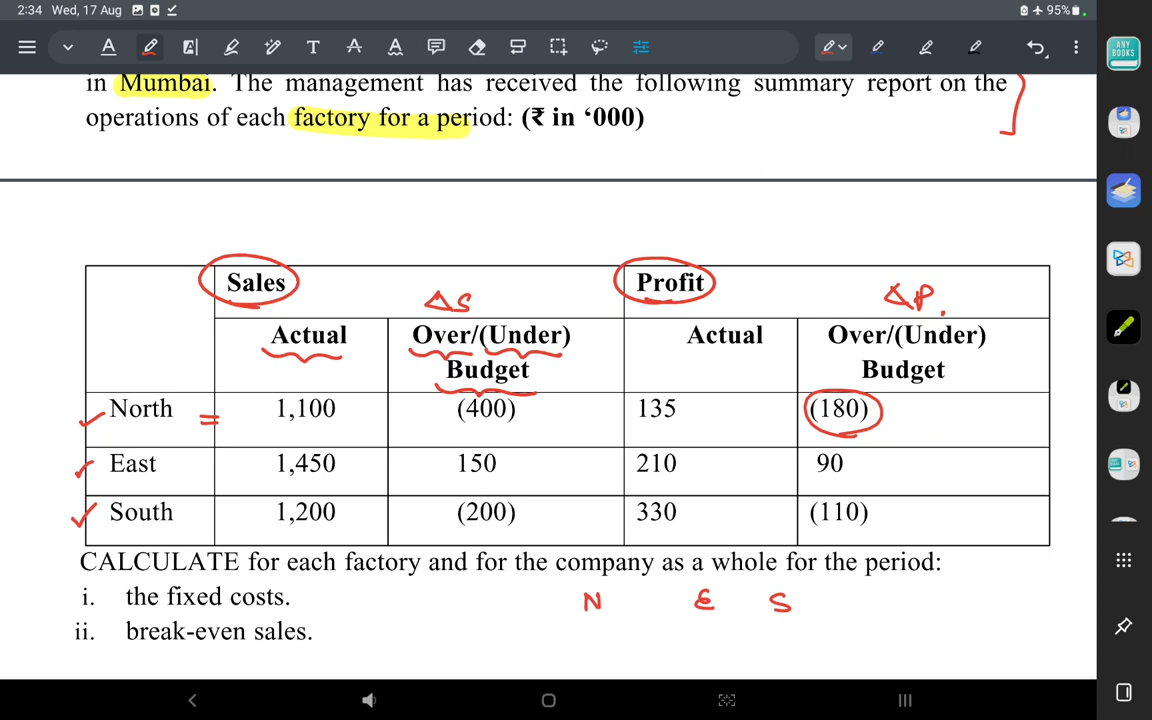 2:34 Wed, 17 Aug 95%
in Mumbai. The management has received the following summary report on the
operations of each factory for a period: (₹ in ‘000)
Sales Profit
ΔS ΔP.
Actual Over/(Under) Budget Actual Over/(Under) Budget
North = 1,100 (400) 135 (180)
East 1,450 150 210 90
South 1,200 (200) 330 (110)
CALCULATE for each factory and for the company as a whole for the period:
i. the fixed costs.
N E S
ii. break-even sales.
ANY
BOOKS